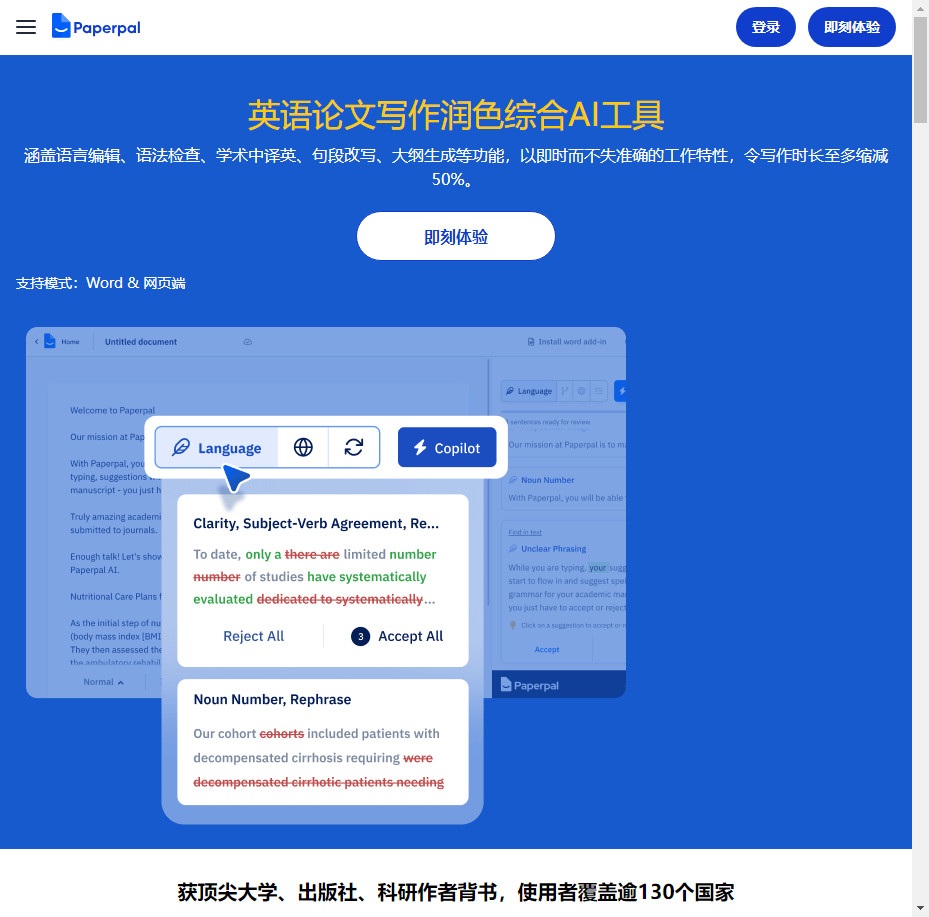 Paperpal
登录
即刻体验
英语论文写作润色综合AI工具
涵盖语言编辑、语法检查、学术中译英、句段改写、大纲生成等功能，以即时而不失准确的工作特性，令写作时长至多缩减
50%。
即刻体验
支持模式：Word & 网页端
Home
Untitled document
Install word add-in
Welcome to Paperpal
Our mission at Pap
With Paperpal, you
typing, suggestions
manuscript - you just h
Truly amazing academi
submitted to journals.
Enough talk! Let's show
Paperpal AI.
Nutritional Care Plans f
As the initial step of nu
(body mass index [BMI
They then assessed the
the ambulatory rehabil
Normal
Language
Copilot
Clarity, Subject-Verb Agreement, Re...
To date, only a there are limited number
number of studies have systematically
evaluated dedicated to systematically...
Reject All
3
Accept All
Noun Number, Rephrase
Our cohort cohorts included patients with
decompensated cirrhosis requiring were
decompensated cirrhotic patients needing
Language
sentences ready for review
Our mission at Paperpal is to ma
Noun Number
With Paperpal, you will be able
Find in text
Unclear Phrasing
While you are typing, your sugg
start to flow in and suggest spel
grammar for your academic ma
you just have to accept or reject
Click on a suggestion to accept or re
Accept
Paperpal
获顶尖大学、出版社、科研作者背书，使用者覆盖逾130个国家